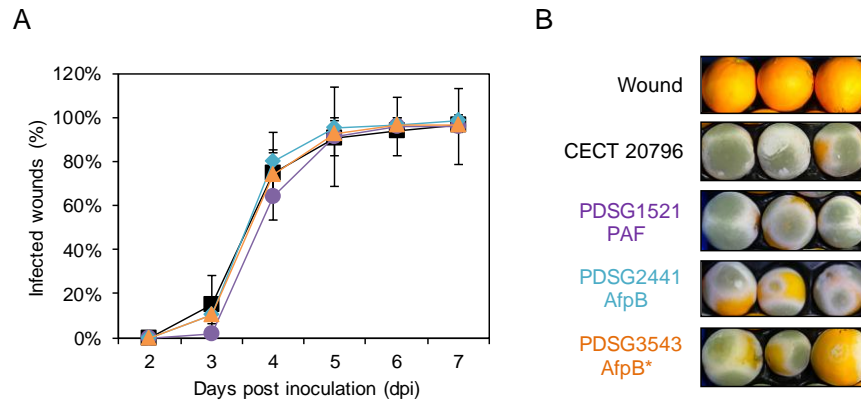 A
B
120%
100%
80%
60%
40%
20%
0%
Infected wounds (%)
2 3 4 5 6 7
Days post inoculation (dpi)
Wound
CECT 20796
PDSG1521
PAF
PDSG2441
AfpB
PDSG3543
AfpB*